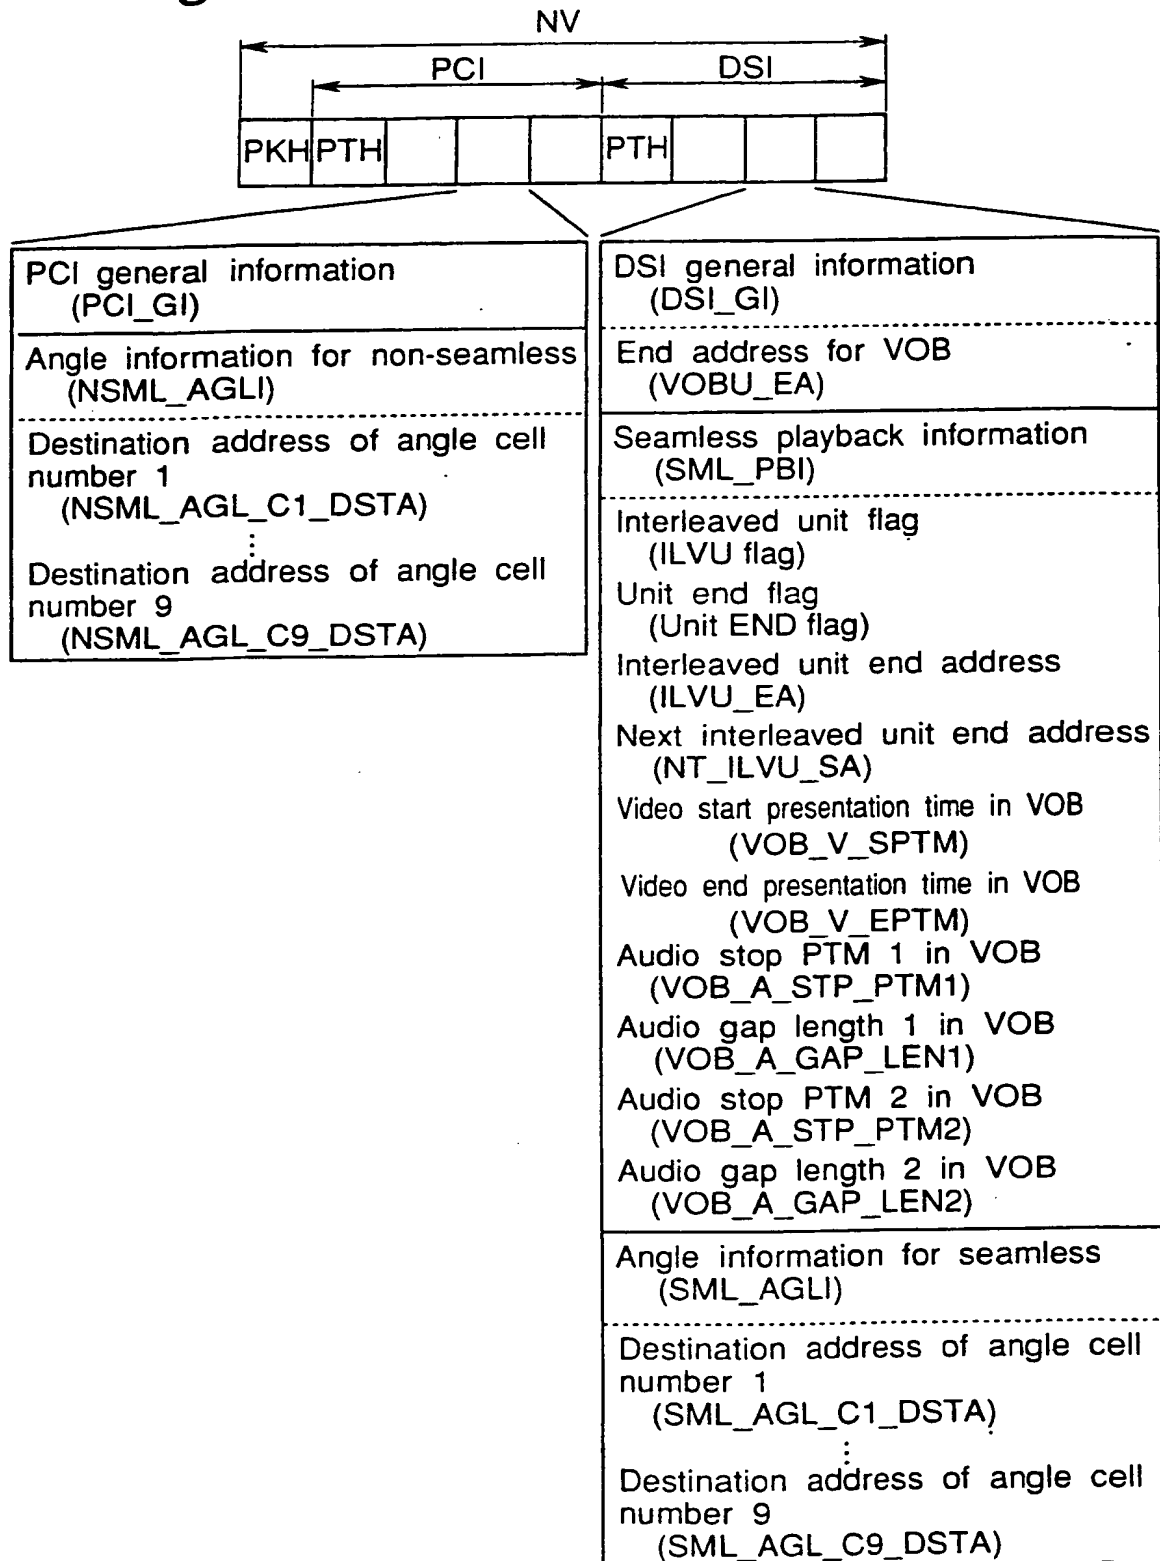 NV
PCI DSI
PKH PTH PTH
PCI general information
(PCI_GI)
Angle information for non-seamless
(NSML_AGLI)
Destination address of angle cell
number 1
(NSML_AGL_C1_DSTA)
Destination address of angle cell
number 9
(NSML_AGL_C9_DSTA)
DSI general information
(DSI_GI)
End address for VOB
(VOBU_EA)
Seamless playback information
(SML_PBI)
Interleaved unit flag
(ILVU flag)
Unit end flag
(Unit END flag)
Interleaved unit end address
(ILVU_EA)
Next interleaved unit end address
(NT_ILVU_SA)
Video start presentation time in VOB
(VOB_V_SPTM)
Video end presentation time in VOB
(VOB_V_EPTM)
Audio stop PTM 1 in VOB
(VOB_A_STP_PTM1)
Audio gap length 1 in VOB
(VOB_A_GAP_LEN1)
Audio stop PTM 2 in VOB
(VOB_A_STP_PTM2)
Audio gap length 2 in VOB
(VOB_A_GAP_LEN2)
Angle information for seamless
(SML_AGLI)
Destination address of angle cell
number 1
(SML_AGL_C1_DSTA)
Destination address of angle cell
number 9
(SML_AGL_C9_DSTA)